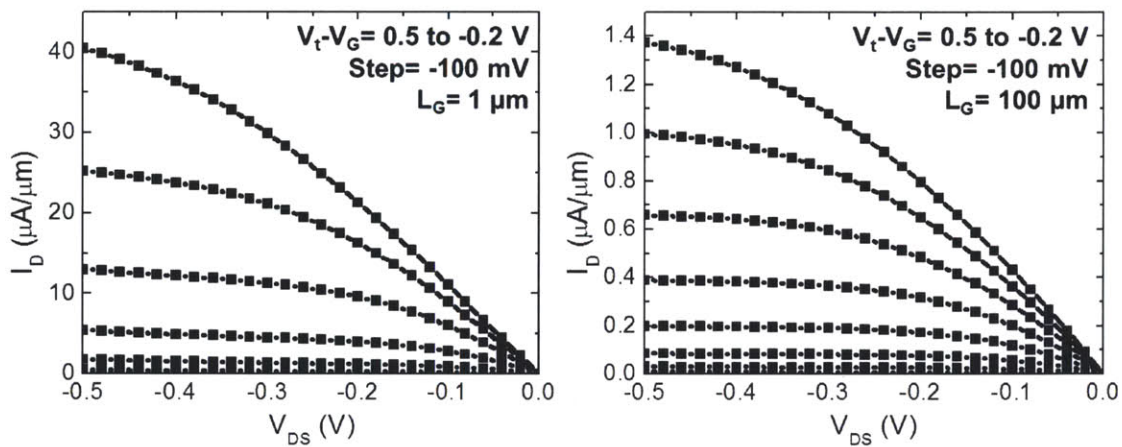 V_t-V_G= 0.5 to -0.2 V
Step= -100 mV
L_G= 1 μm
I_D (μA/μm)
40
30
20
10
0
-0.5 -0.4 -0.3 -0.2 -0.1 0.0
V_DS (V)
V_t-V_G= 0.5 to -0.2 V
Step= -100 mV
L_G= 100 μm
I_D (μA/μm)
1.4
1.2
1.0
0.8
0.6
0.4
0.2
0.0
-0.5 -0.4 -0.3 -0.2 -0.1 0.0
V_DS (V)